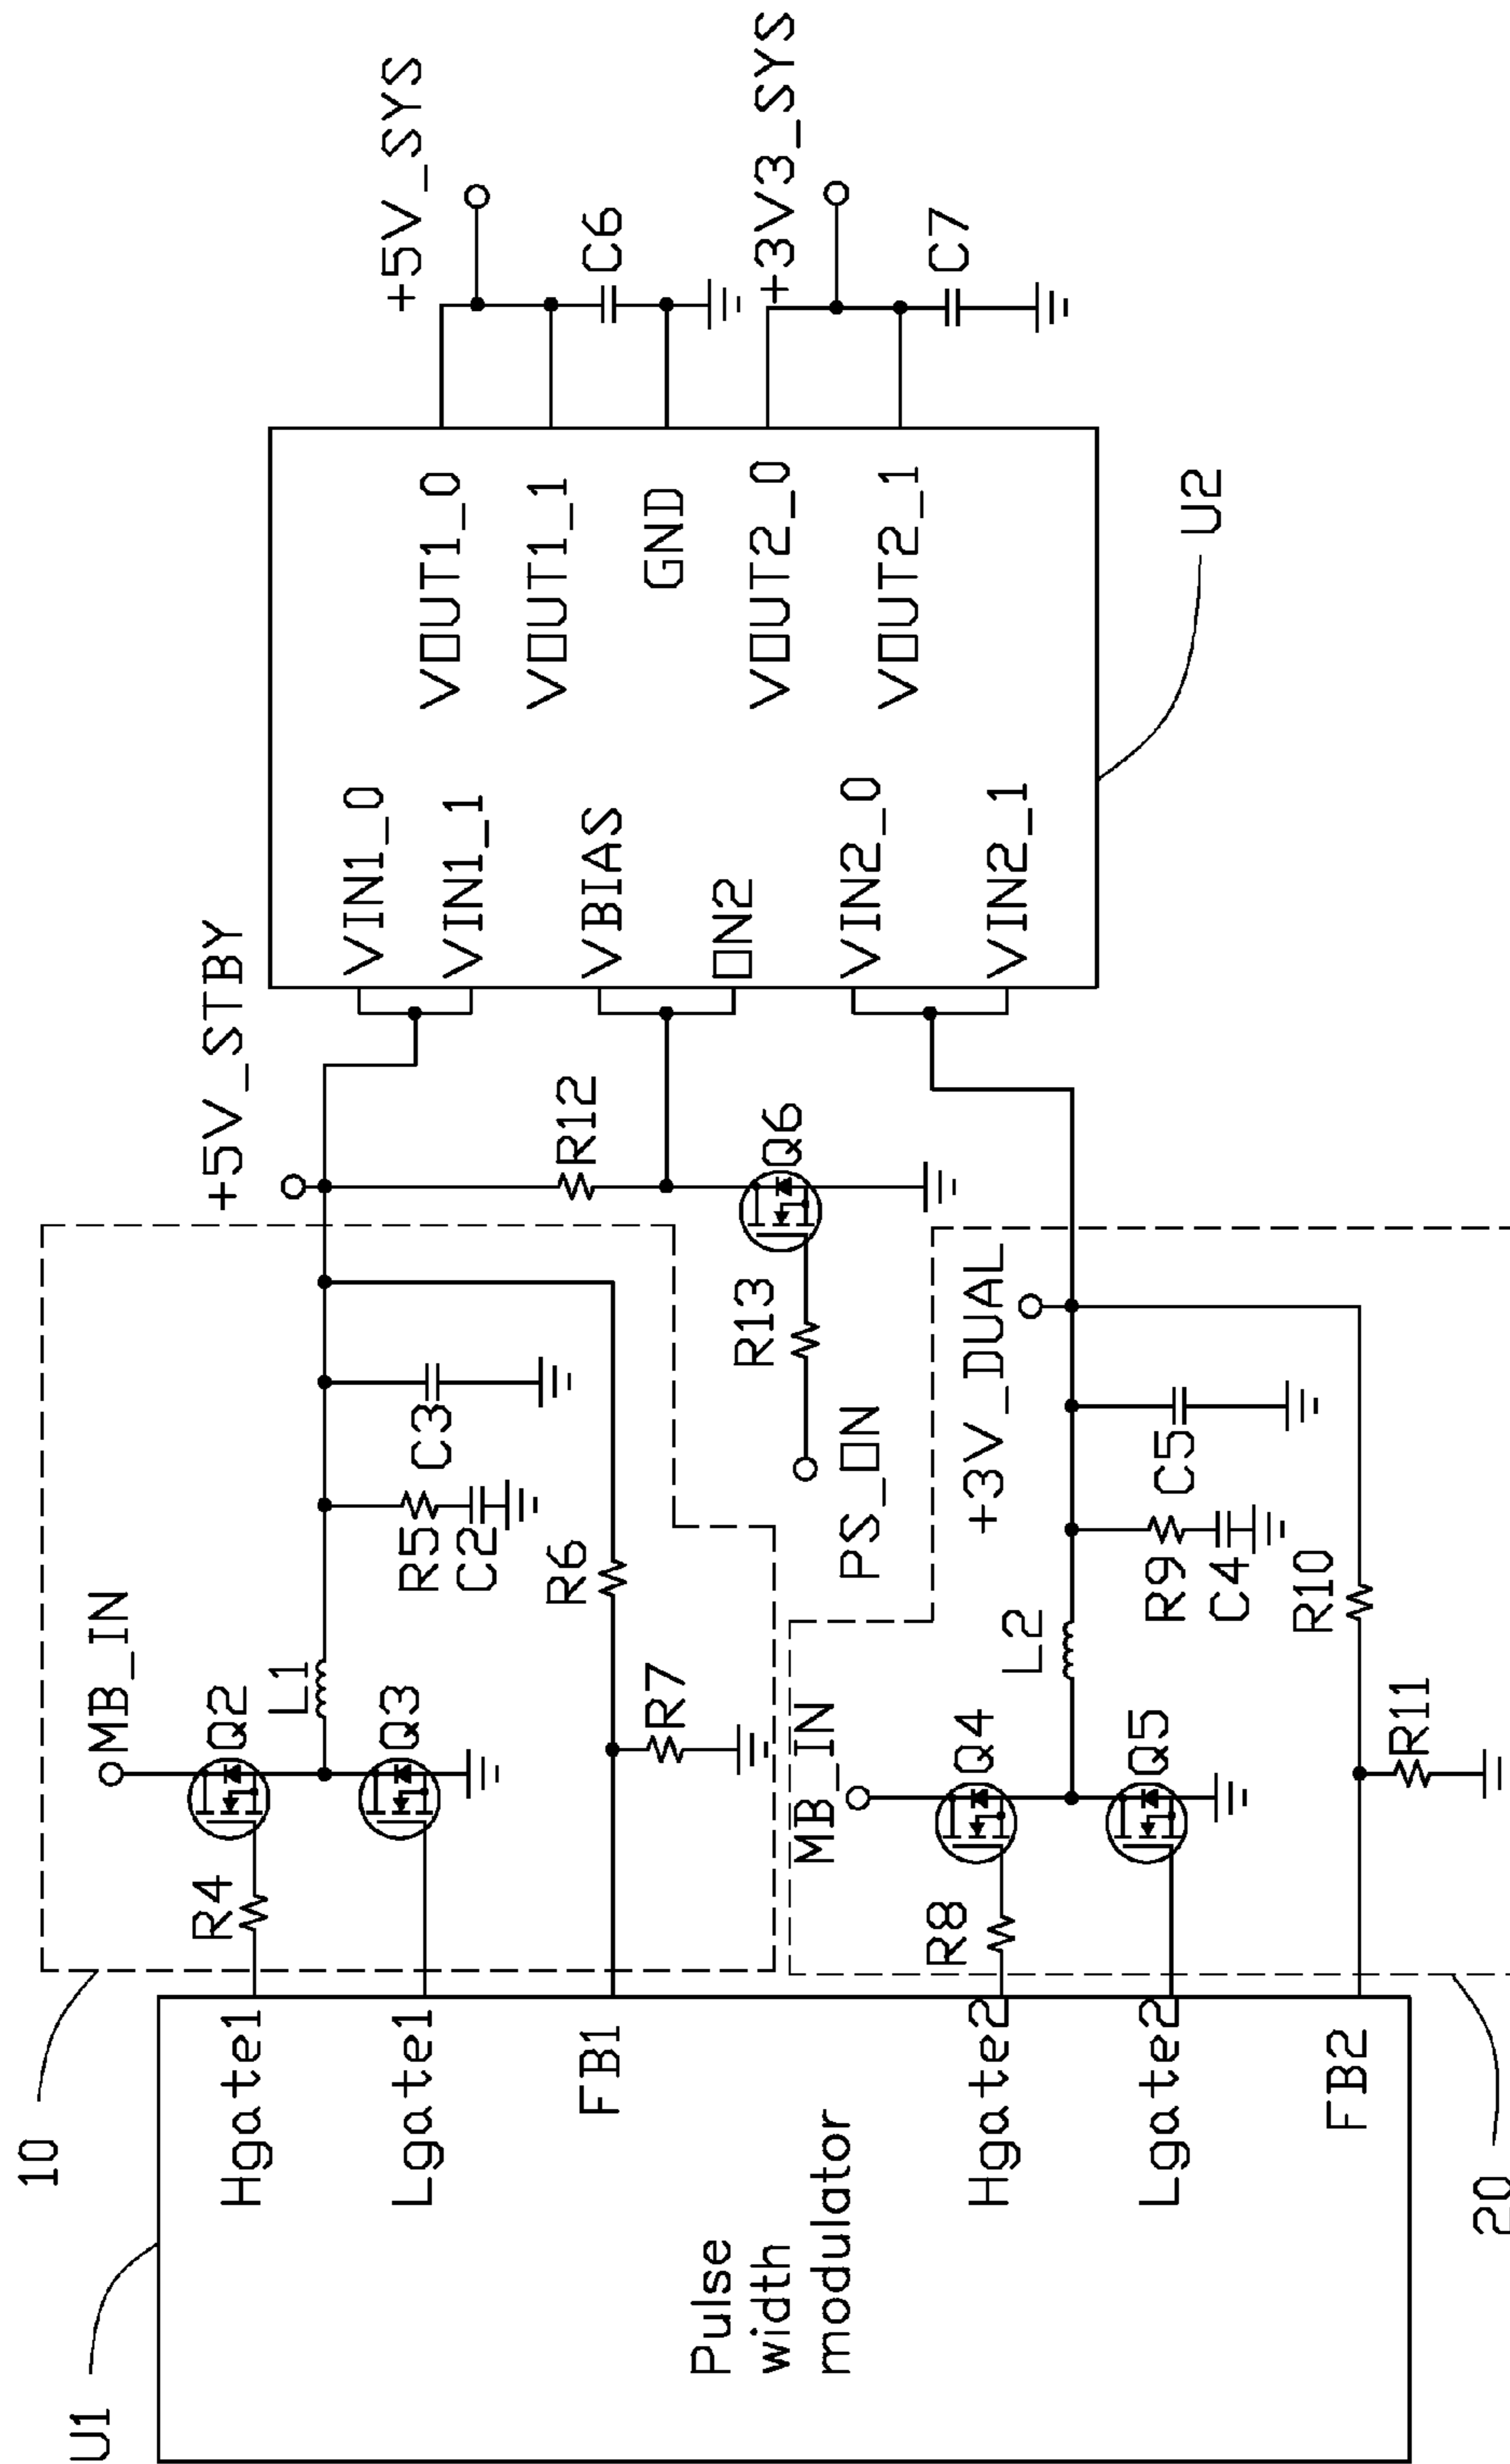 U1
Pulse
width
modulator
Hgate1
Lgate1
FB1
Hgate2
Lgate2
FB2
10
20
MB_IN
R4
Q2
Q3
L1
R5
C2
C3
R6
R7
+5V_STBY
R12
Q6
R13
PS_ON
MB_IN
R8
Q4
Q5
L2
R9
C4
C5
+3V_DUAL
R10
R11
VIN1_0
VIN1_1
VBIAS
ON2
VIN2_0
VIN2_1
VOUT1_0
VOUT1_1
GND
VOUT2_0
VOUT2_1
U2
+5V_SYS
C6
+3V3_SYS
C7